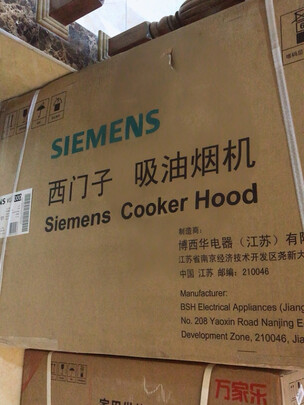 SIEMENS
西门子 吸油烟机
Siemens Cooker Hood
制造商:
博西华电器（江苏）有
江苏省南京经济技术开发区尧新大
中国 江苏 邮编: 210046
Manufacturer:
BSH Electrical Appliances (Jiang
No. 208 Yaoxin Road Nanjing E
Development Zone, 210046, Jia
万家乐